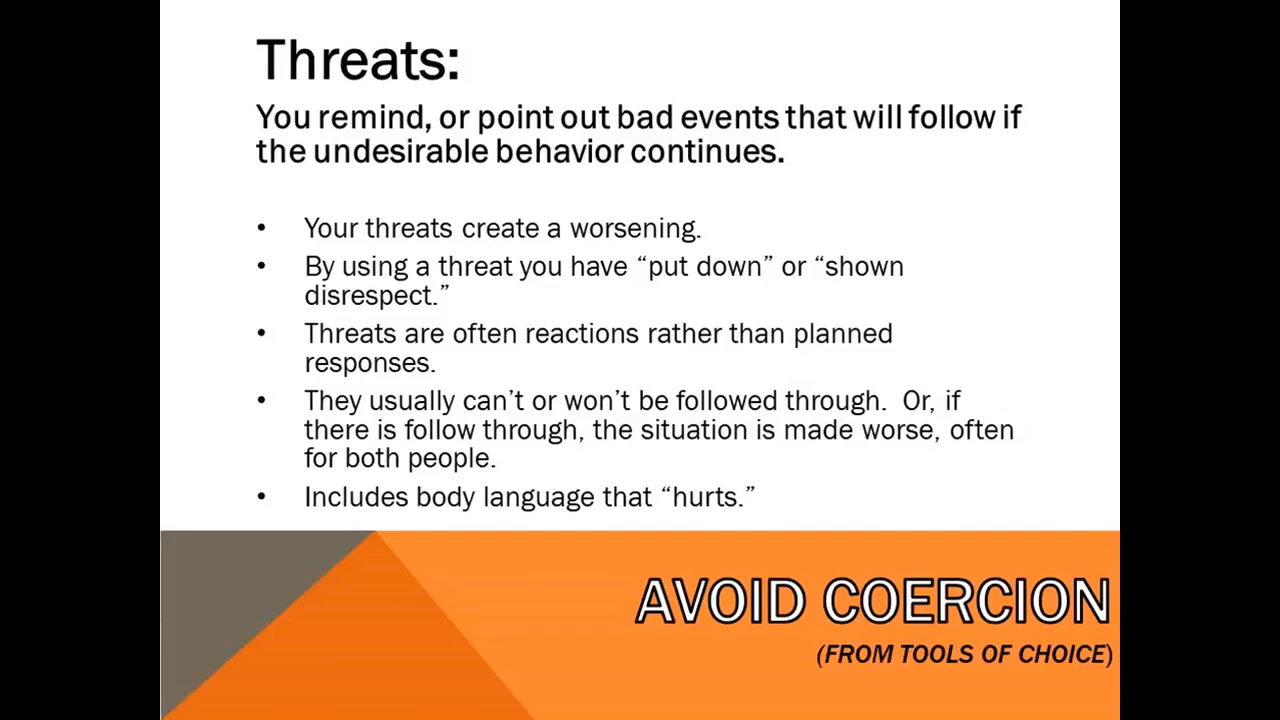 Threats:
You remind, or point out bad events that will follow if
the undesirable behavior continues.
• Your threats create a worsening.
• By using a threat you have “put down” or “shown
disrespect.”
• Threats are often reactions rather than planned
responses.
• They usually can’t or won’t be followed through.  Or, if
there is follow through, the situation is made worse, often
for both people.
• Includes body language that “hurts.”
AVOID COERCION
(FROM TOOLS OF CHOICE)